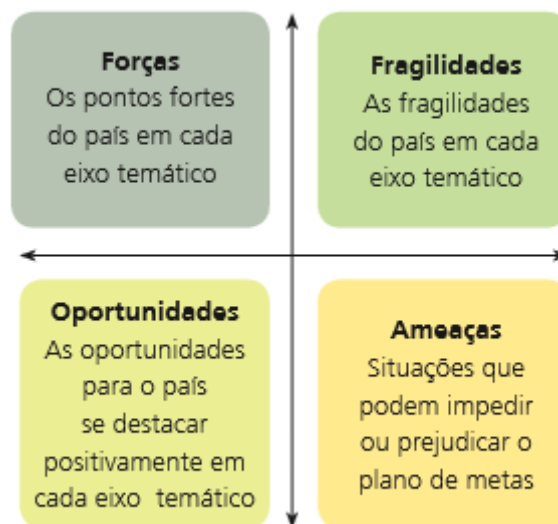 Forças
Os pontos fortes
do país em cada
eixo temático
Fragilidades
As fragilidades
do país em cada
eixo temático
Oportunidades
As oportunidades
para o país
se destacar
positivamente em
cada eixo temático
Ameaças
Situações que
podem impedir
ou prejudicar o
plano de metas